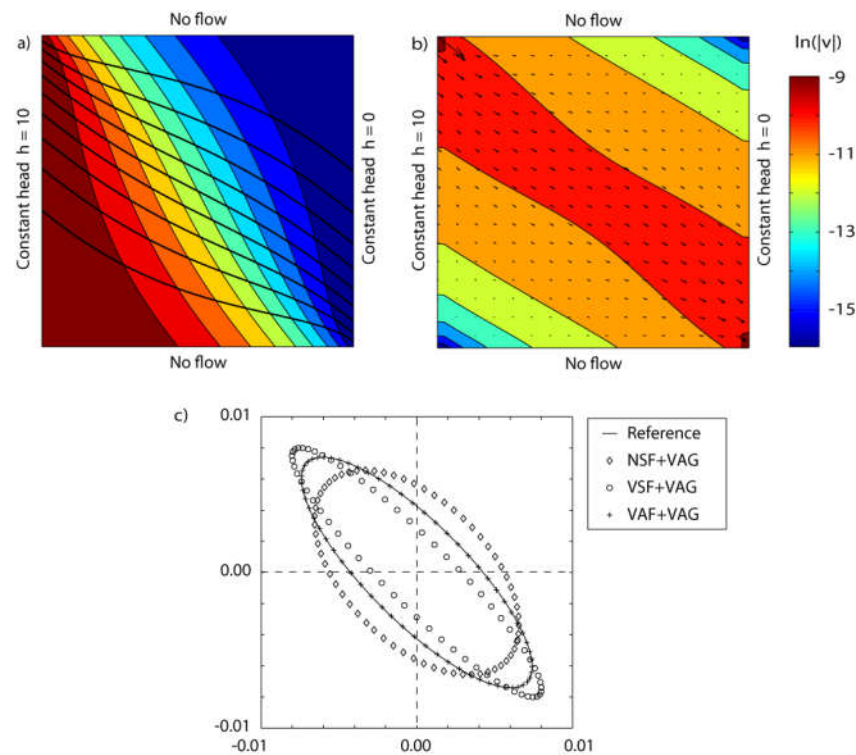 No flow
No flow
a)
b)
ln(|v|)
Constant head h = 10
Constant head h = 0
Constant head h = 10
Constant head h = 0
-9
-11
-13
-15
No flow
No flow
c)
0.01
0.00
-0.01
-0.01
0.00
0.01
Reference
NSF+VAG
VSF+VAG
VAF+VAG